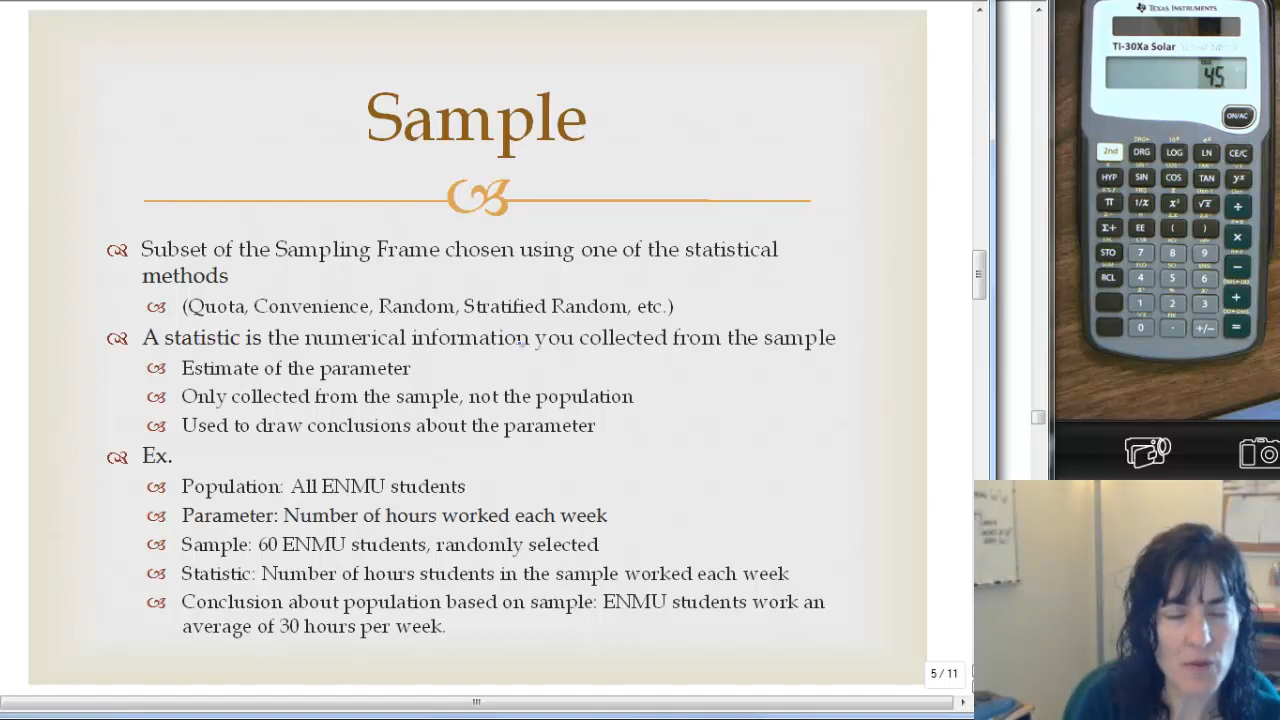 Sample
Subset of the Sampling Frame chosen using one of the statistical
methods
(Quota, Convenience, Random, Stratified Random, etc.)
A statistic is the numerical information you collected from the sample
Estimate of the parameter
Only collected from the sample, not the population
Used to draw conclusions about the parameter
Ex.
Population: All ENMU students
Parameter: Number of hours worked each week
Sample: 60 ENMU students, randomly selected
Statistic: Number of hours students in the sample worked each week
Conclusion about population based on sample: ENMU students work an
average of 30 hours per week.
5 / 11
TEXAS INSTRUMENTS
TI-30Xa Solar
45
ON/AC
2nd DRG LOG LN CE/C
HYP SIN COS TAN yˣ
π 1/x x² √x ÷
Σ+ EE ( ) ×
STO 7 8 9 −
RCL 4 5 6 +
1 2 3
0 . +/− =